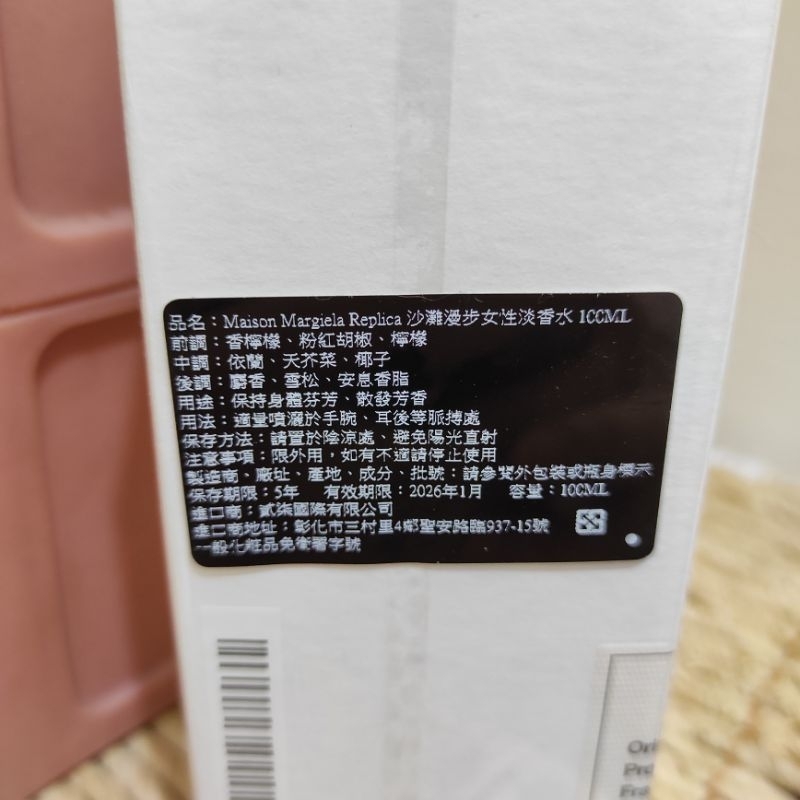 品名：Maison Margiela Replica 沙灘漫步女性淡香水 100ML
前調：香檸檬、粉紅胡椒、檸檬
中調：依蘭、天芥菜、椰子
後調：麝香、雪松、安息香脂
用途：保持身體芬芳、散發芳香
用法：適量噴灑於手腕、耳後等脈搏處
保存方法：請置於陰涼處、避免陽光直射
注意事項：限外用，如有不適請停止使用
製造商、廠址、產地、成分、批號：請參覽外包裝或瓶身標示
保存期限：5年 有效期限：2026年1月 容量：100ML
進口商：貳柒國際有限公司
進口商地址：彰化市三村里4鄰聖安路臨937-15號
一般化粧品免衛署字號